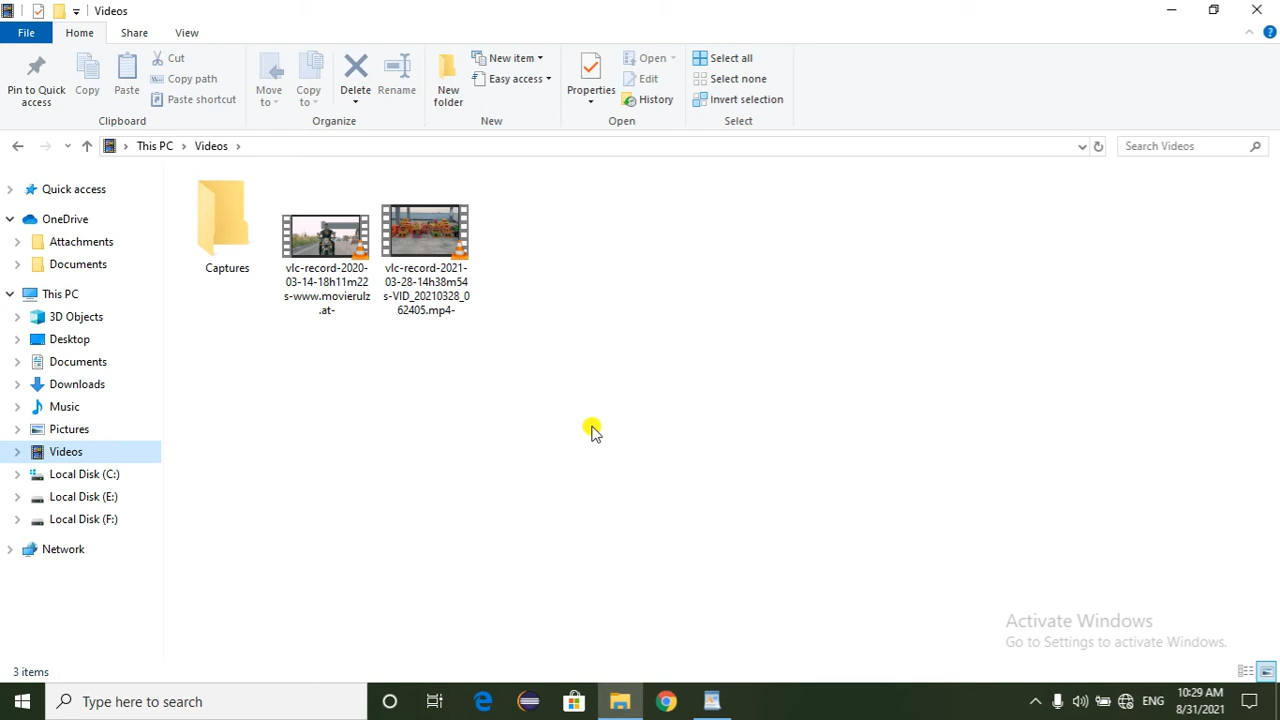 Videos
File Home Share View
Pin to Quick access
Copy
Paste
Cut
Copy path
Paste shortcut
Clipboard
Move to
Copy to
Delete
Rename
Organize
New folder
New item
Easy access
New
Properties
Open
Edit
History
Open
Select all
Select none
Invert selection
Select
This PC Videos
Search Videos
Quick access
OneDrive
Attachments
Documents
This PC
3D Objects
Desktop
Documents
Downloads
Music
Pictures
Videos
Local Disk (C:)
Local Disk (E:)
Local Disk (F:)
Network
Captures
vlc-record-2020-
03-14-18h11m22
s-www.movierulz
.at-
vlc-record-2021-
03-28-14h38m54
s-VID_20210328_0
62405.mp4-
Activate Windows
Go to Settings to activate Windows.
3 items
Type here to search
ENG
10:29 AM
8/31/2021